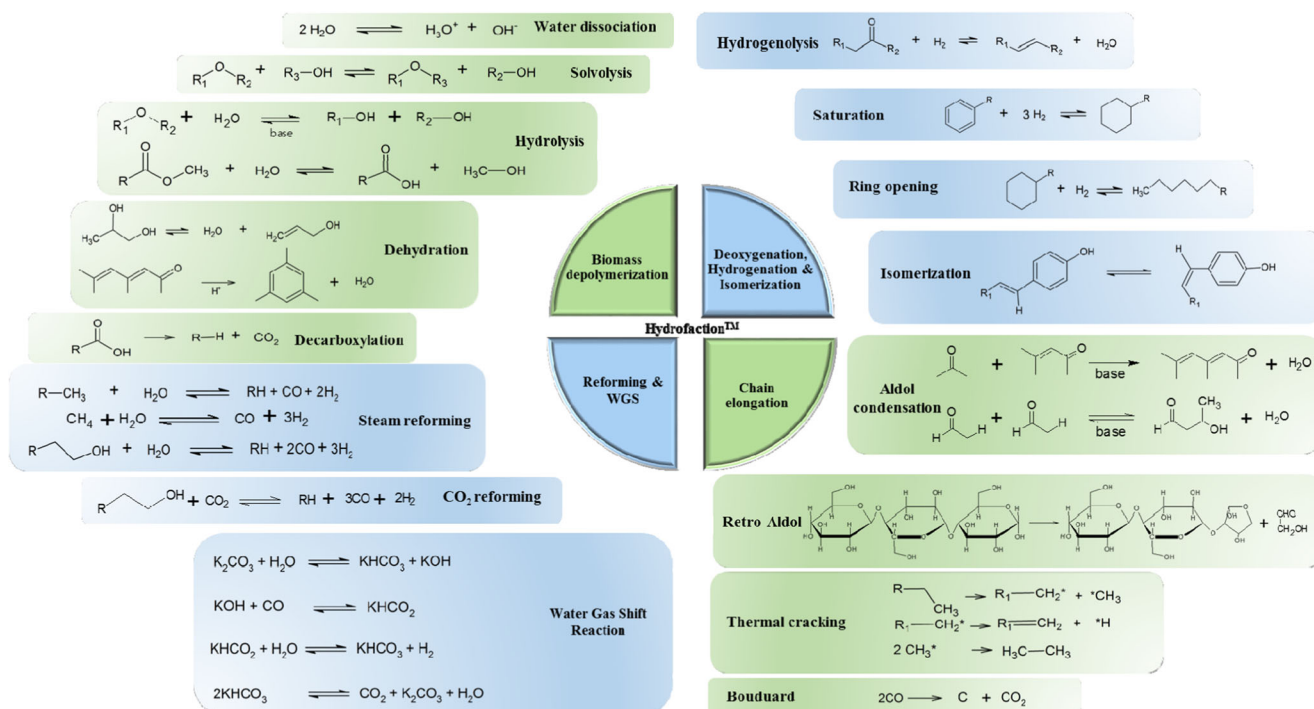 2 H₂O ⇌ H₃O⁺ + OH⁻ Water dissociation
R₁ O R₂ + R₃—OH ⇌ R₁ O R₃ + R₂—OH Solvolysis
R₁ O R₂ + H₂O ⇌ base R₁—OH + R₂—OH
Hydrolysis
R O O CH₃ + H₂O ⇌ R O OH + H₃C—OH
OH H₃C OH ⇌ H₂O + H₂C OH
Dehydration
O → H⁺ + H₂O
R O OH → R—H + CO₂ Decarboxylation
R—CH₃ + H₂O ⇌ RH + CO + 2H₂
CH₄ + H₂O ⇌ CO + 3H₂
Steam reforming
R OH + H₂O ⇌ RH + 2CO + 3H₂
R OH + CO₂ ⇌ RH + 3CO + 2H₂ CO₂ reforming
K₂CO₃ + H₂O ⇌ KHCO₃ + KOH
KOH + CO ⇌ KHCO₂
Water Gas Shift
Reaction
KHCO₂ + H₂O ⇌ KHCO₃ + H₂
2KHCO₃ ⇌ CO₂ + K₂CO₃ + H₂O
Biomass
depolymerization
Deoxygenation,
Hydrogenation &
Isomerization
Hydrofaction™
Reforming &
WGS
Chain
elongation
Hydrogenolysis R₁ O R₂ + H₂ ⇌ R₁ R₂ + H₂O
Saturation R + 3 H₂ ⇌ R
Ring opening R + H₂ ⇌ H₃C R
Isomerization R₁ H OH ⇌ H R₁ OH
O + O → base O + H₂O
Aldol
condensation
O H + O H ⇌ base O H CH₃ OH + H₂O
Retro Aldol → + CHC CH₂OH
R CH₃ → R₁—CH₂* + *CH₃
Thermal cracking R₁—CH₂* → R₁═CH₂ + *H
2 CH₃* → H₃C—CH₃
Bouduard 2CO → C + CO₂